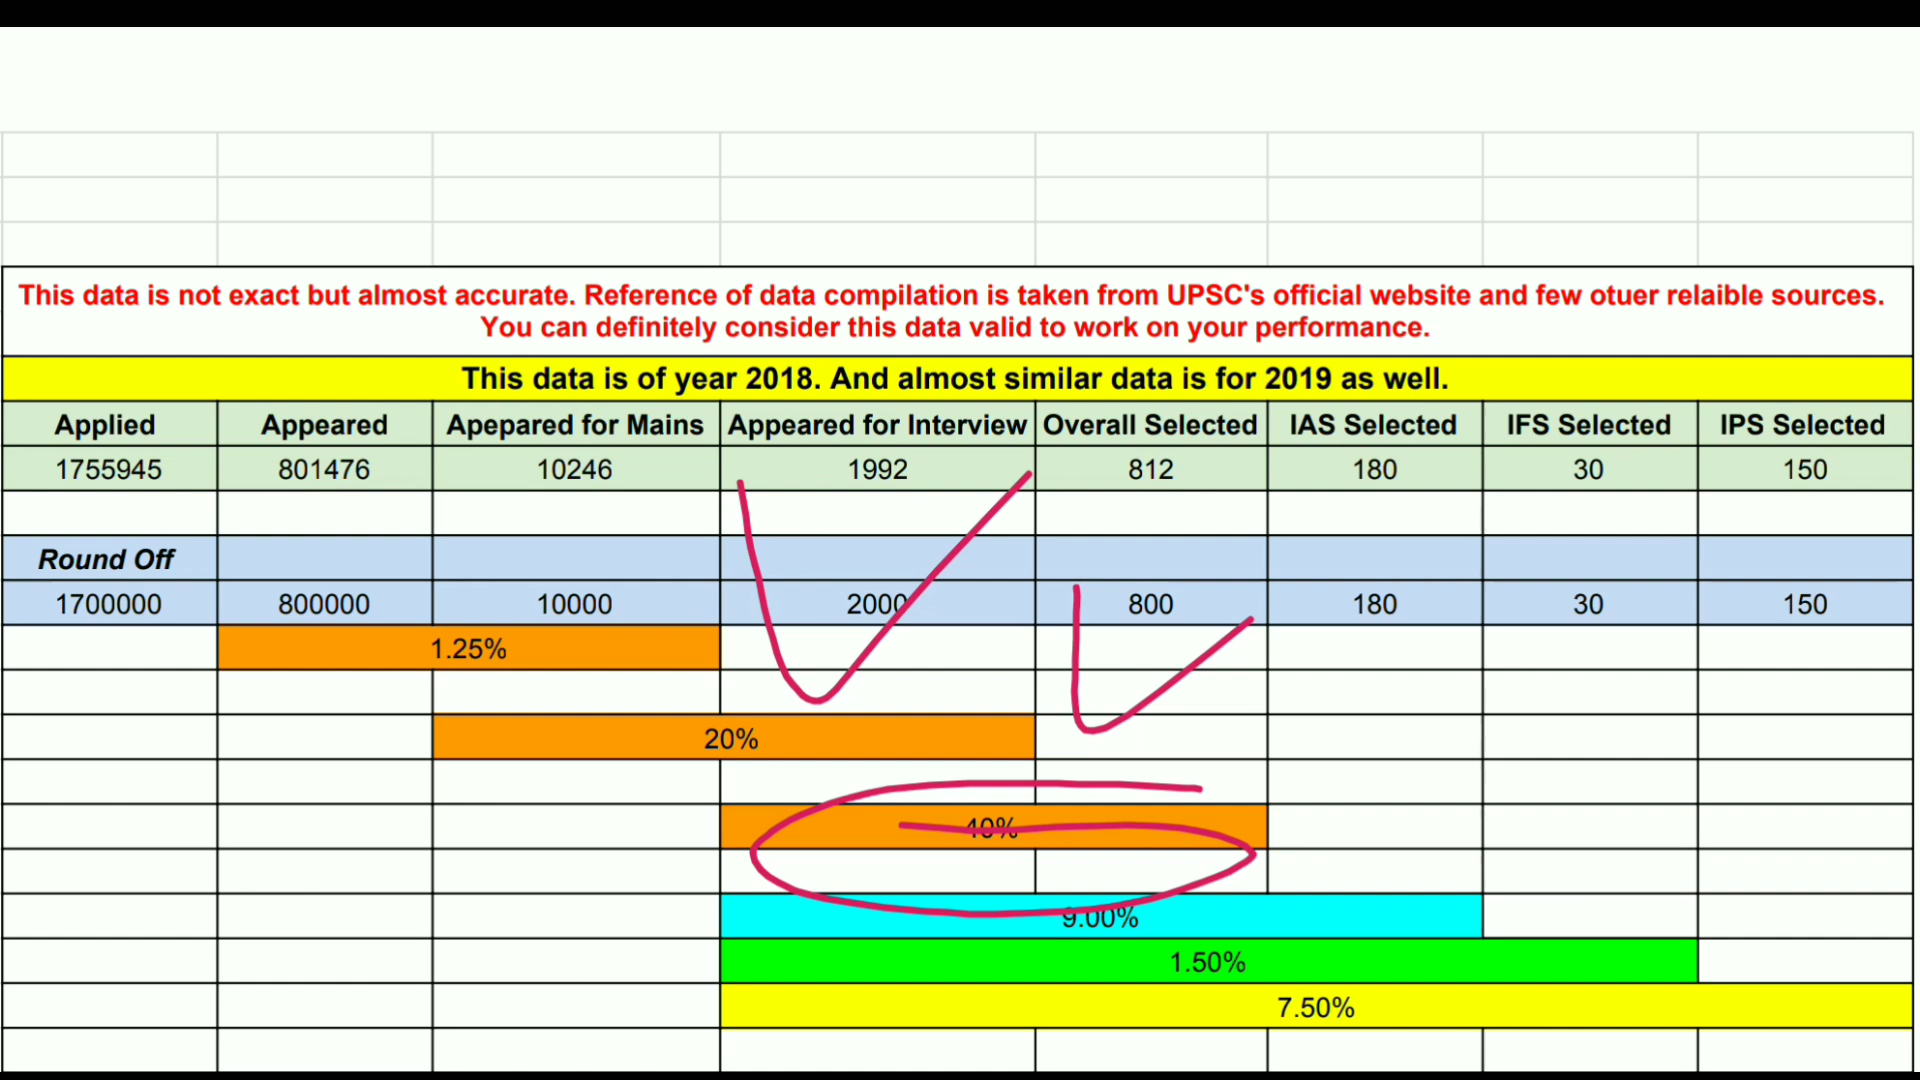 This data is not exact but almost accurate. Reference of data compilation is taken from UPSC's official website and few otuer relaible sources.
You can definitely consider this data valid to work on your performance.
This data is of year 2018. And almost similar data is for 2019 as well.
Applied Appeared Apepared for Mains Appeared for Interview Overall Selected IAS Selected IFS Selected IPS Selected
1755945 801476 10246 1992 812 180 30 150
Round Off
1700000 800000 10000 2000 800 180 30 150
1.25%
20%
40%
9.00%
1.50%
7.50%